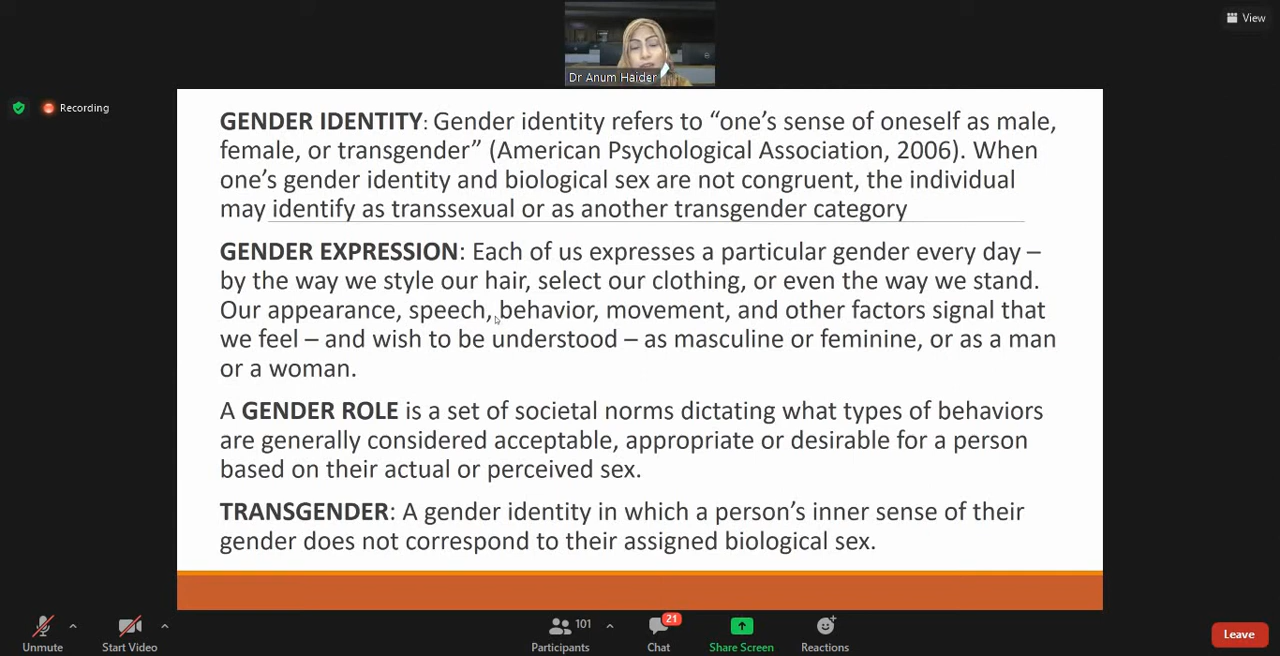 View
Dr Anum Haider
Recording
GENDER IDENTITY: Gender identity refers to “one’s sense of oneself as male,
female, or transgender” (American Psychological Association, 2006). When
one’s gender identity and biological sex are not congruent, the individual
may identify as transsexual or as another transgender category
GENDER EXPRESSION: Each of us expresses a particular gender every day –
by the way we style our hair, select our clothing, or even the way we stand.
Our appearance, speech, behavior, movement, and other factors signal that
we feel – and wish to be understood – as masculine or feminine, or as a man
or a woman.
A GENDER ROLE is a set of societal norms dictating what types of behaviors
are generally considered acceptable, appropriate or desirable for a person
based on their actual or perceived sex.
TRANSGENDER: A gender identity in which a person’s inner sense of their
gender does not correspond to their assigned biological sex.
101
21
Unmute
Start Video
Participants
Chat
Share Screen
Reactions
Leave